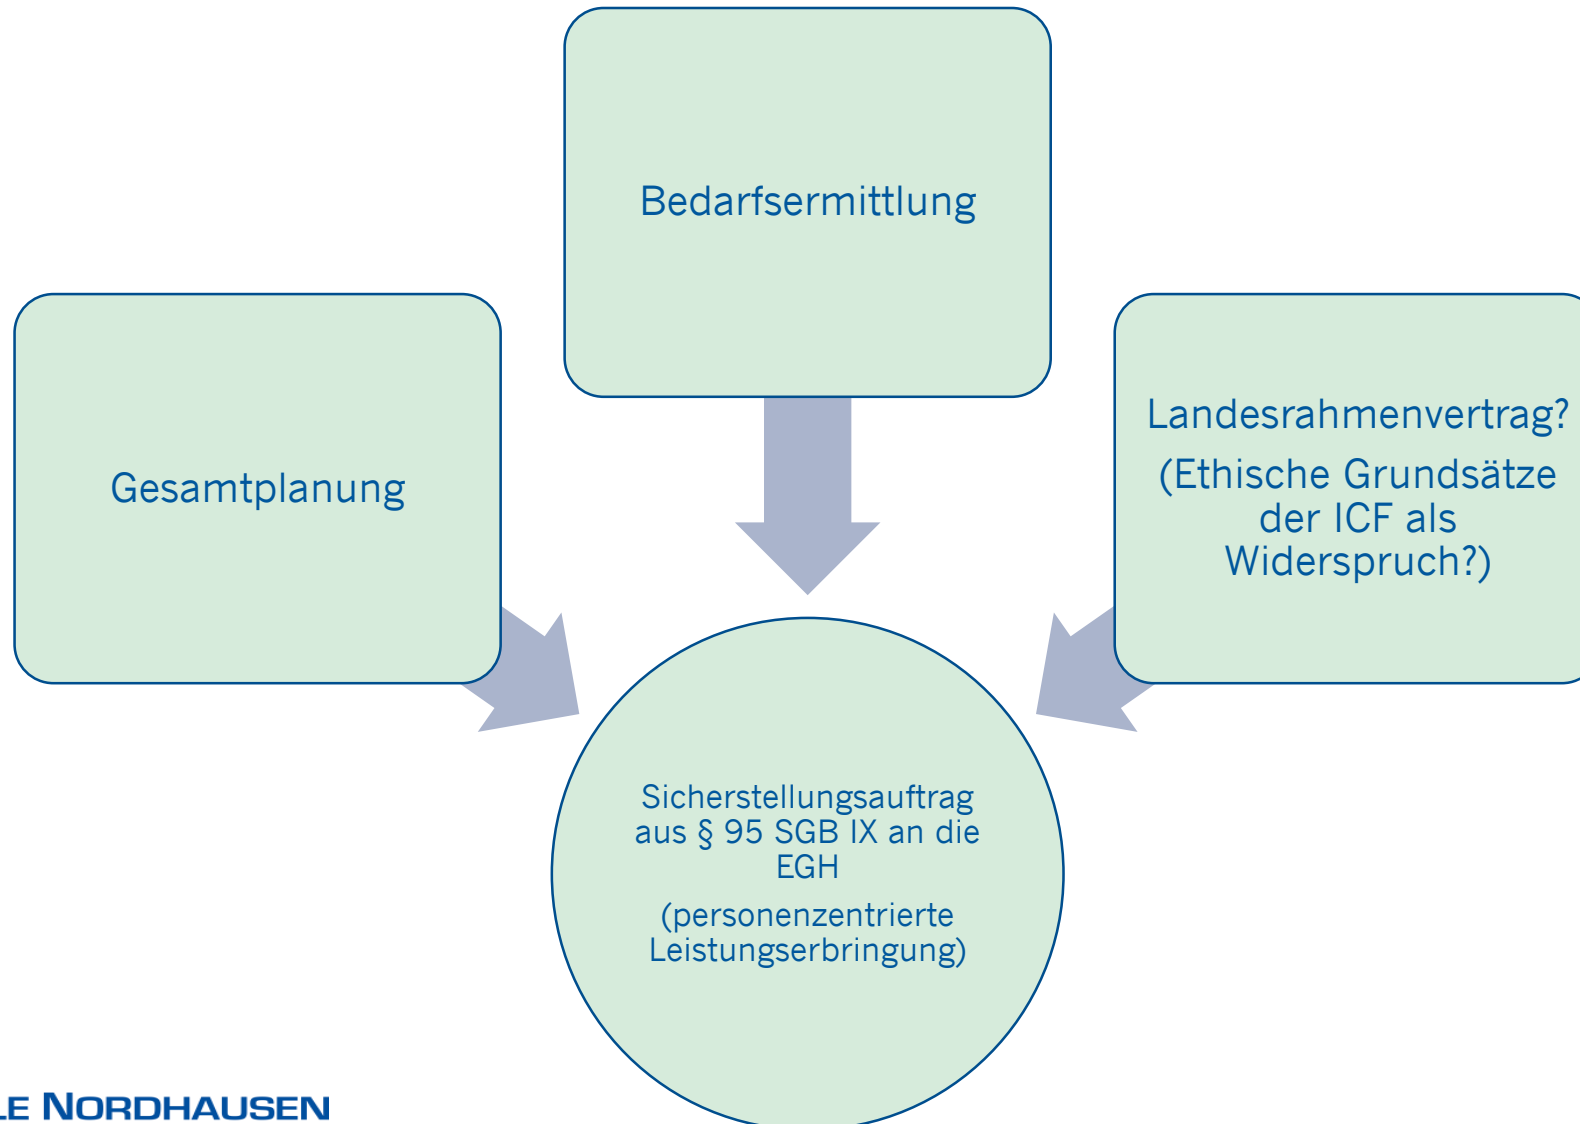 Bedarfsermittlung
Gesamtplanung
Landesrahmenvertrag?
(Ethische Grundsätze
der ICF als
Widerspruch?)
Sicherstellungsauftrag
aus § 95 SGB IX an die
EGH
(personenzentrierte
Leistungserbringung)
LE NORDHAUSEN